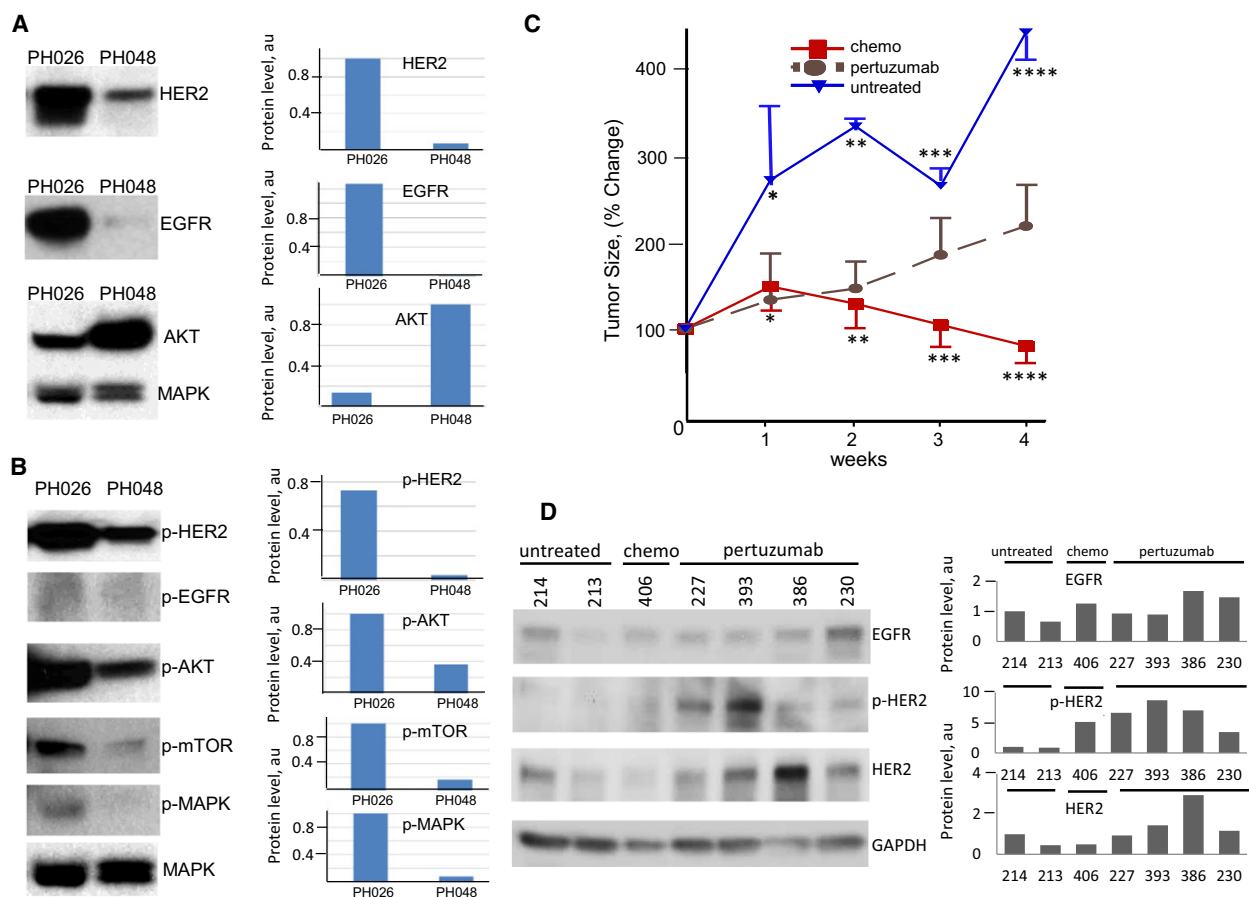 A
PH026 PH048
HER2
PH026 PH048
EGFR
PH026 PH048
AKT
MAPK
Protein level, au
0.8
0.4
HER2
PH026 PH048
Protein level, au
0.8
0.4
EGFR
PH026 PH048
Protein level, au
0.8
0.4
AKT
PH026 PH048
B
PH026 PH048
p-HER2
p-EGFR
p-AKT
p-mTOR
p-MAPK
MAPK
Protein level, au
0.4
p-HER2
PH026 PH048
Protein level, au
0.4
p-AKT
PH026 PH048
Protein level, au
0.4
p-mTOR
PH026 PH048
Protein level, au
0.8
0.4
p-MAPK
PH026 PH048
C
chemo
pertuzumab
untreated
Tumor Size, (% Change)
400
300
200
100
0
* ** *** ****
* ** *** ****
1 2 3 4
weeks
D
untreated chemo pertuzumab
214 213 406 227 393 386 230
EGFR
p-HER2
HER2
GAPDH
untreated chemo pertuzumab
EGFR
Protein level, au
2
1
0
214 213 406 227 393 386 230
p-HER2
Protein level, au
10
5
0
214 213 406 227 393 386 230
HER2
Protein level, au
4
2
0
214 213 406 227 393 386 230